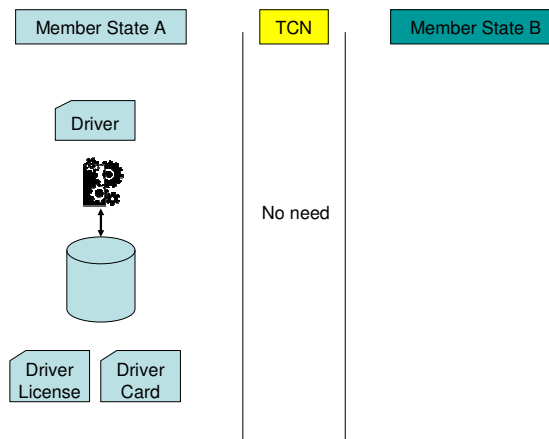 Member State A
TCN
Member State B
Driver
No need
Driver
License
Driver
Card